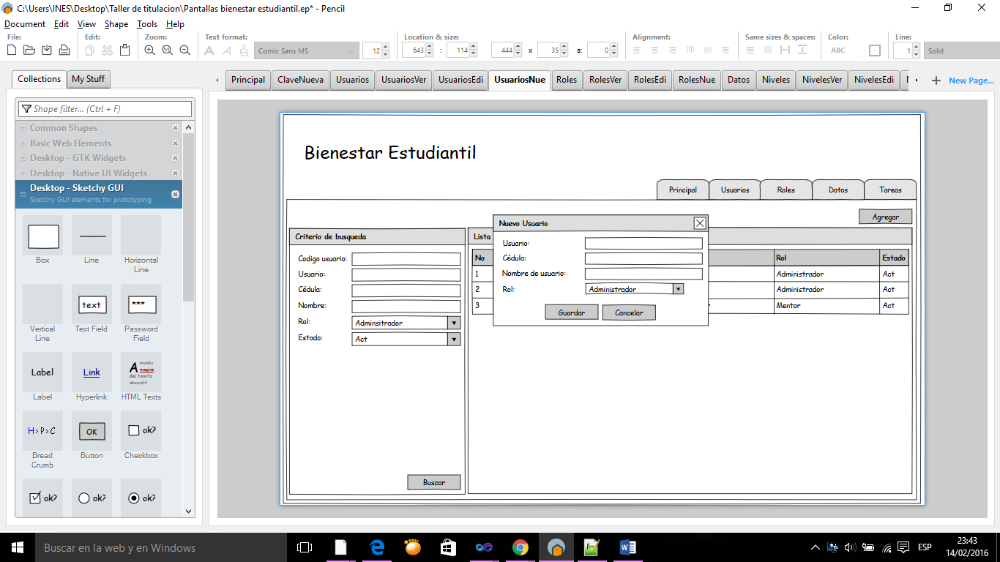 C:\Users\INES\Desktop\Taller de titulacion\Pantallas bienestar estudiantil.ep* - Pencil
Document Edit View Shape Tools Help
File: Edit: Zoom: Text format: Location & size: Alignment: Same sizes & spaces: Color: Line:
Comic Sans MS 12 643 : 114 444 x 35 a: 0 ABC 1 Solid
Collections My Stuff
Principal ClaveNueva Usuarios UsuariosVer UsuariosEdi UsuariosNue Roles RolesVer RolesEdi RolesNue Datos Niveles NivelesVer NivelesEdi New Page...
Shape filter... (Ctrl + F)
Common Shapes
Basic Web Elements
Desktop - GTK Widgets
Desktop - Native UI Widgets
Desktop - Sketchy GUI
Sketchy GUI elements for prototyping
Box Line Horizontal Line
text ***
Vertical Line Text Field Password Field
Label Link A mundu magine dei tannito abucidit
Label Hyperlink HTML Texts
H>P>C OK ok?
Bread Crumb Button Checkbox
ok? ok? ok?
Bienestar Estudiantil
Principal Usuarios Roles Datos Tareas
Agregar
Criterio de busqueda
Codigo usuario:
Usuario:
Cédula:
Nombre:
Rol: Adminsitrador
Estado: Act
Buscar
Lista
No Rol Estado
1 Administrador Act
2 Administrador Act
3 Mentor Act
Nuevo Usuario
Usuario:
Cédula:
Nombre de usuario:
Rol: Administrador
Guardar Cancelar
Buscar en la web y en Windows
ESP
23:43
14/02/2016